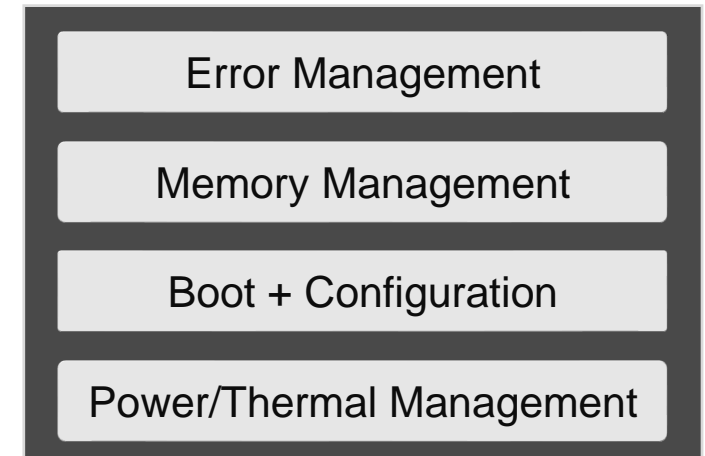 Error Management
Memory Management
Boot + Configuration
Power/Thermal Management